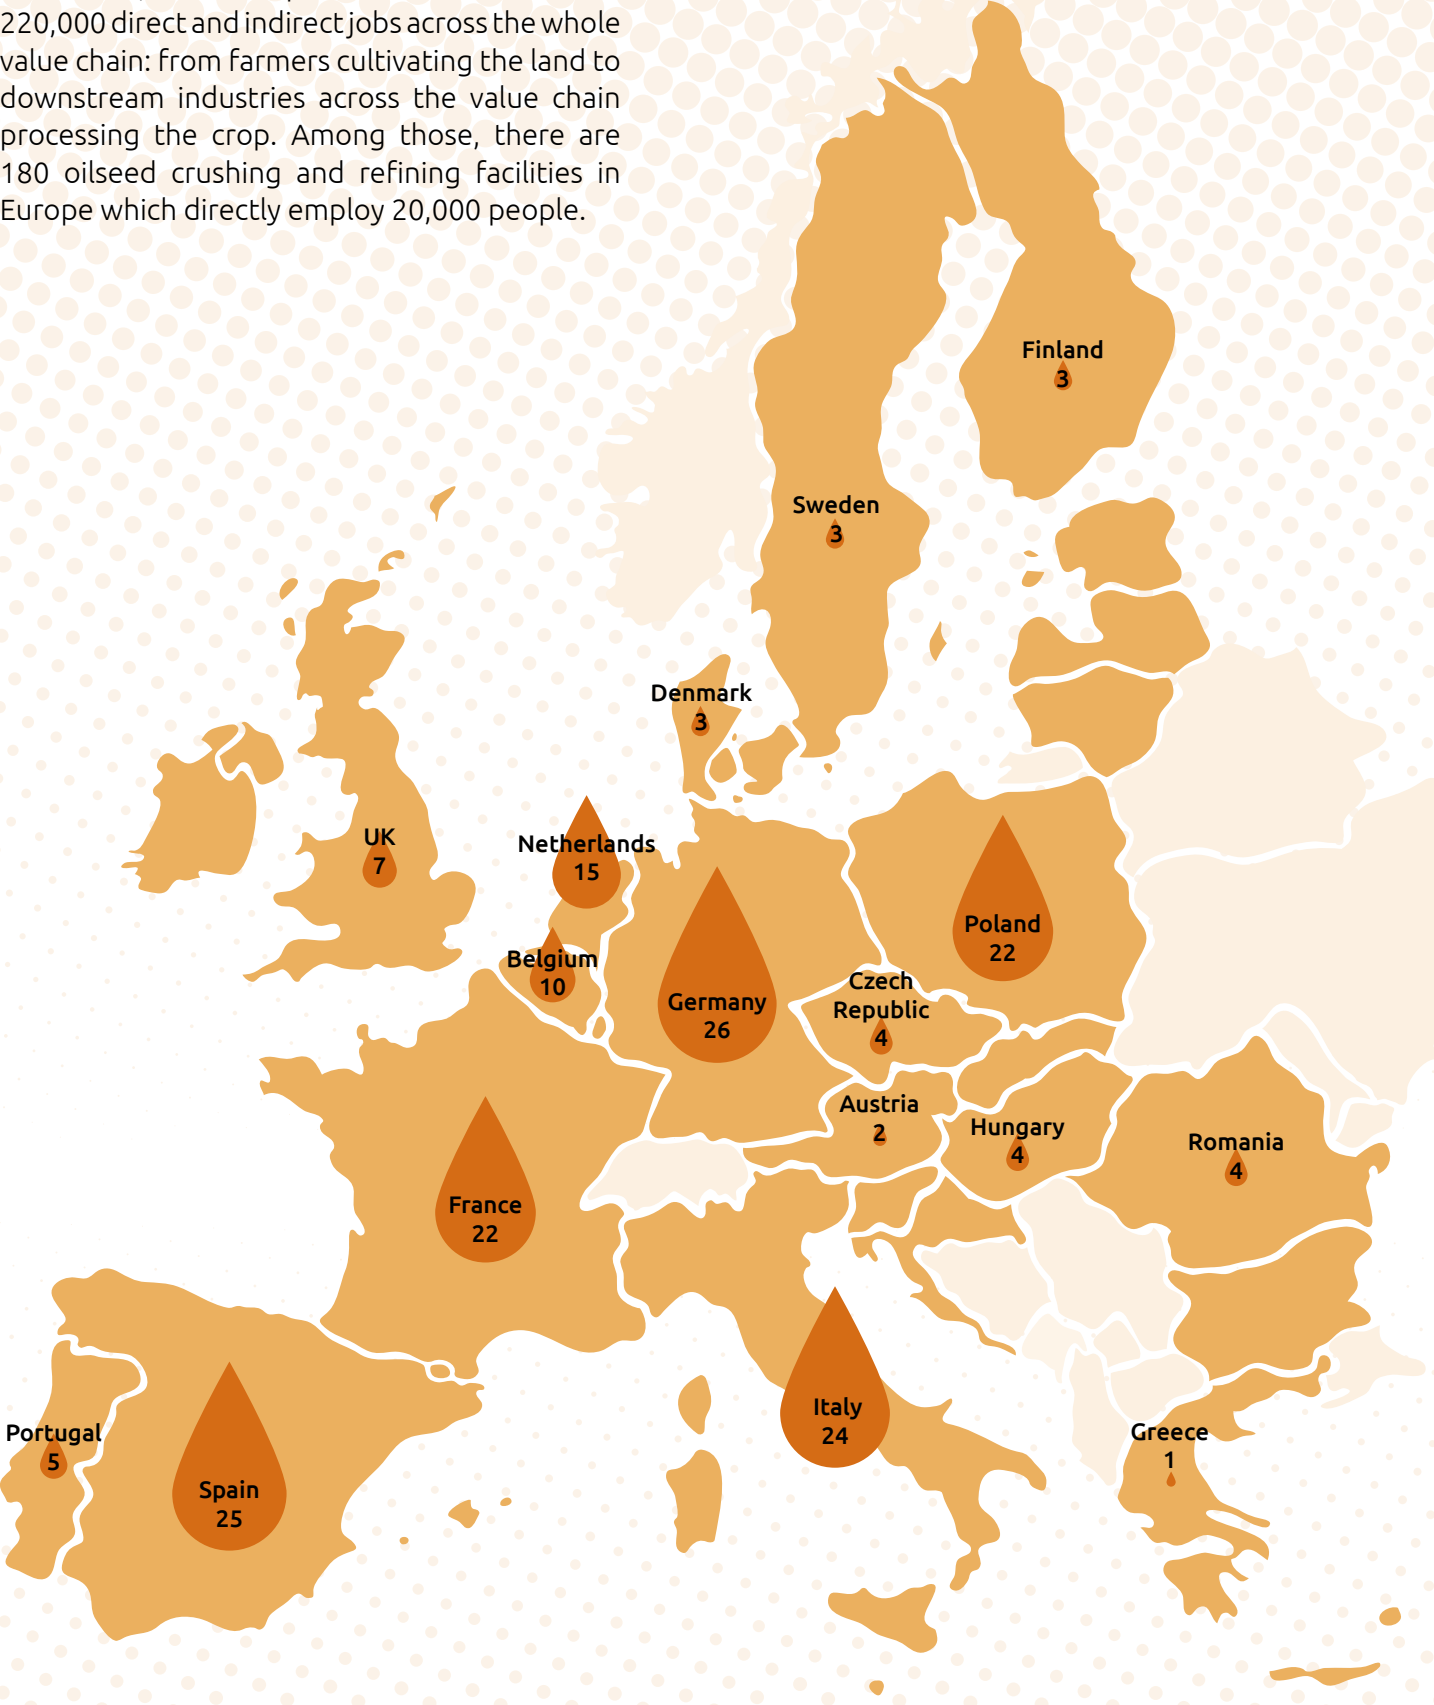 220,000 direct and indirect jobs across the whole
value chain: from farmers cultivating the land to
downstream industries across the value chain
processing the crop. Among those, there are
180 oilseed crushing and refining facilities in
Europe which directly employ 20,000 people.
Finland
3
Sweden
3
Denmark
3
UK
7
Netherlands
15
Belgium
10
Germany
26
Poland
22
Czech
Republic
4
Austria
2
Hungary
4
Romania
4
France
22
Italy
24
Portugal
5
Spain
25
Greece
1